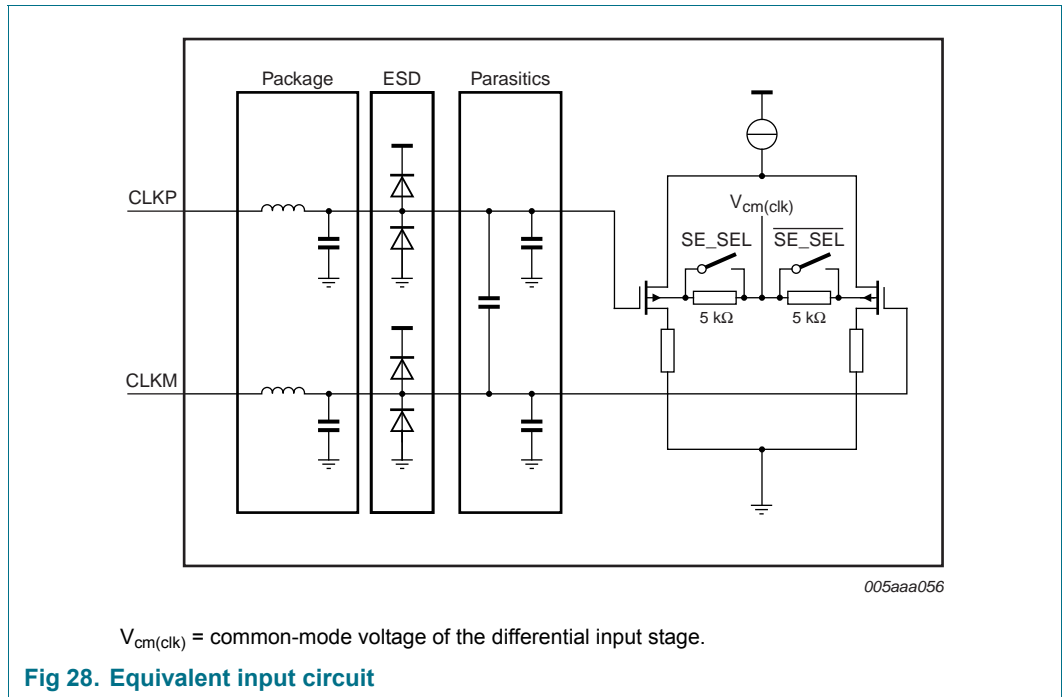 Package ESD Parasitics
CLKP
V_cm(clk)
SE_SEL SE_SEL
5 kΩ 5 kΩ
CLKM
005aaa056
V_cm(clk) = common-mode voltage of the differential input stage.
Fig 28. Equivalent input circuit